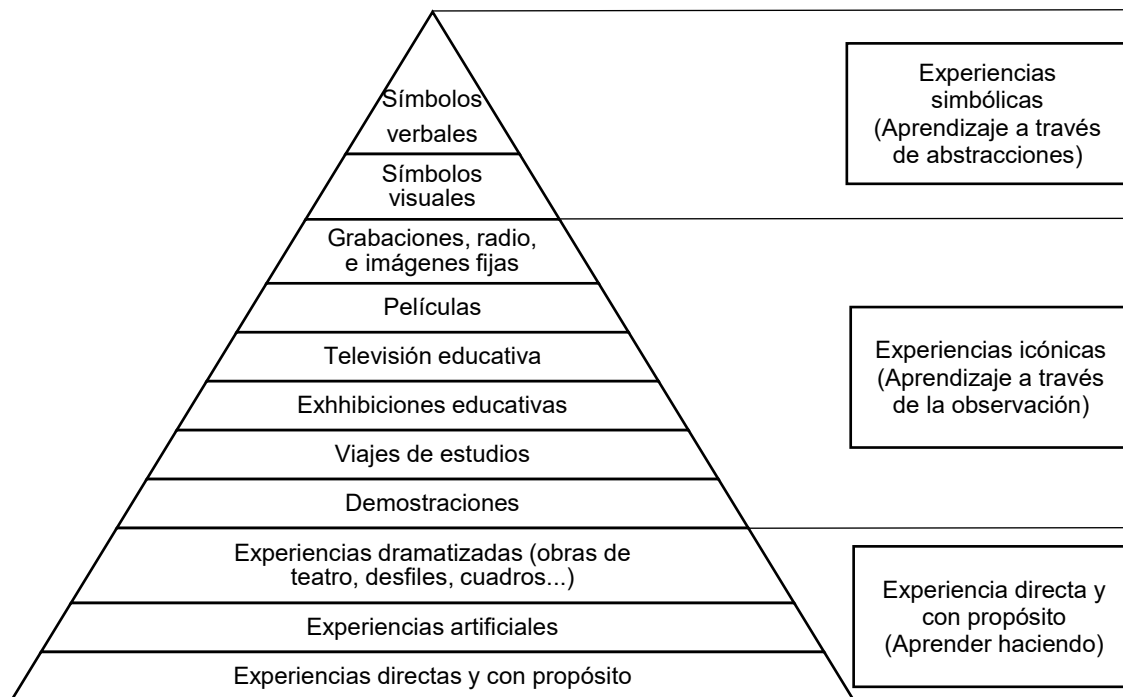 Símbolos
verbales
Símbolos
visuales
Grabaciones, radio,
e imágenes fijas
Películas
Televisión educativa
Exhhibiciones educativas
Viajes de estudios
Demostraciones
Experiencias dramatizadas (obras de
teatro, desfiles, cuadros...)
Experiencias artificiales
Experiencias directas y con propósito
Experiencias
simbólicas
(Aprendizaje a través
de abstracciones)
Experiencias icónicas
(Aprendizaje a través
de la observación)
Experiencia directa y
con propósito
(Aprender haciendo)